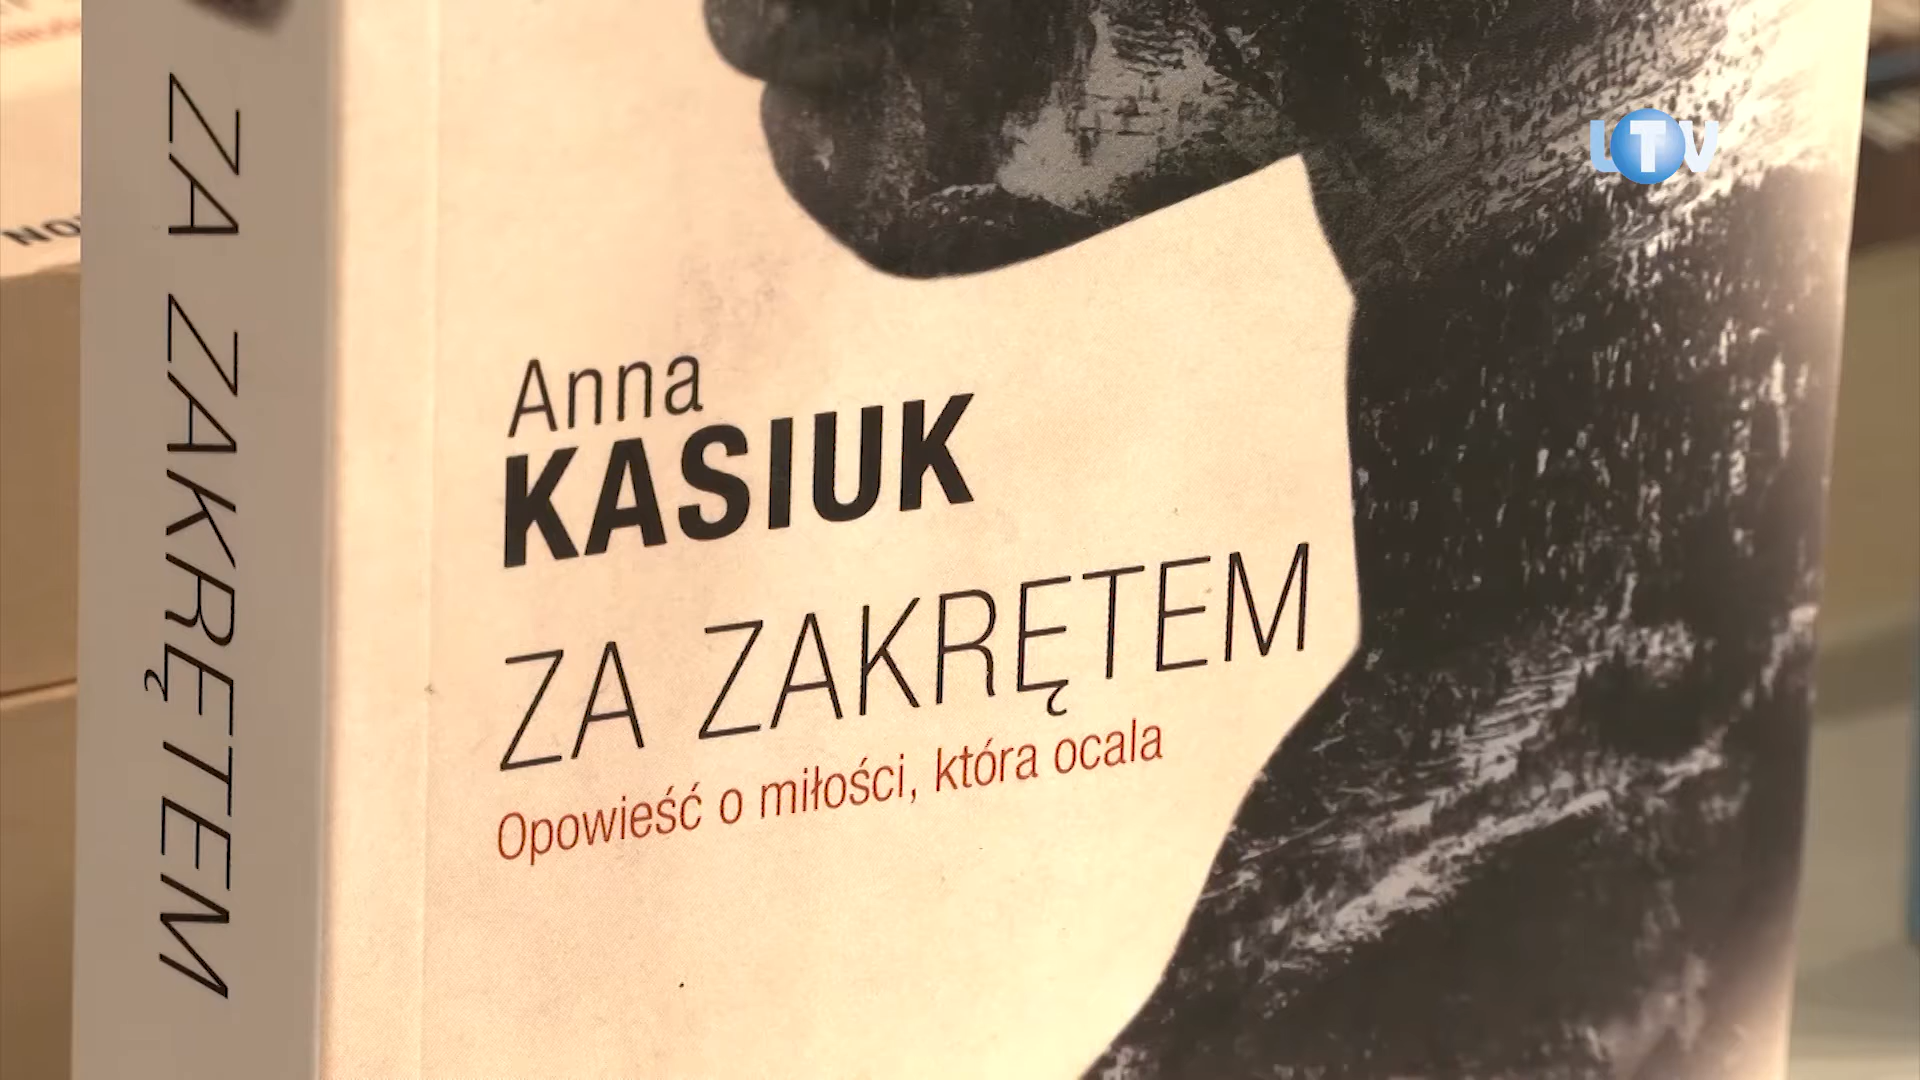 LTV
ZA ZAKRĘTEM
Anna
KASIUK
ZA ZAKRĘTEM
Opowieść o miłości, która ocala